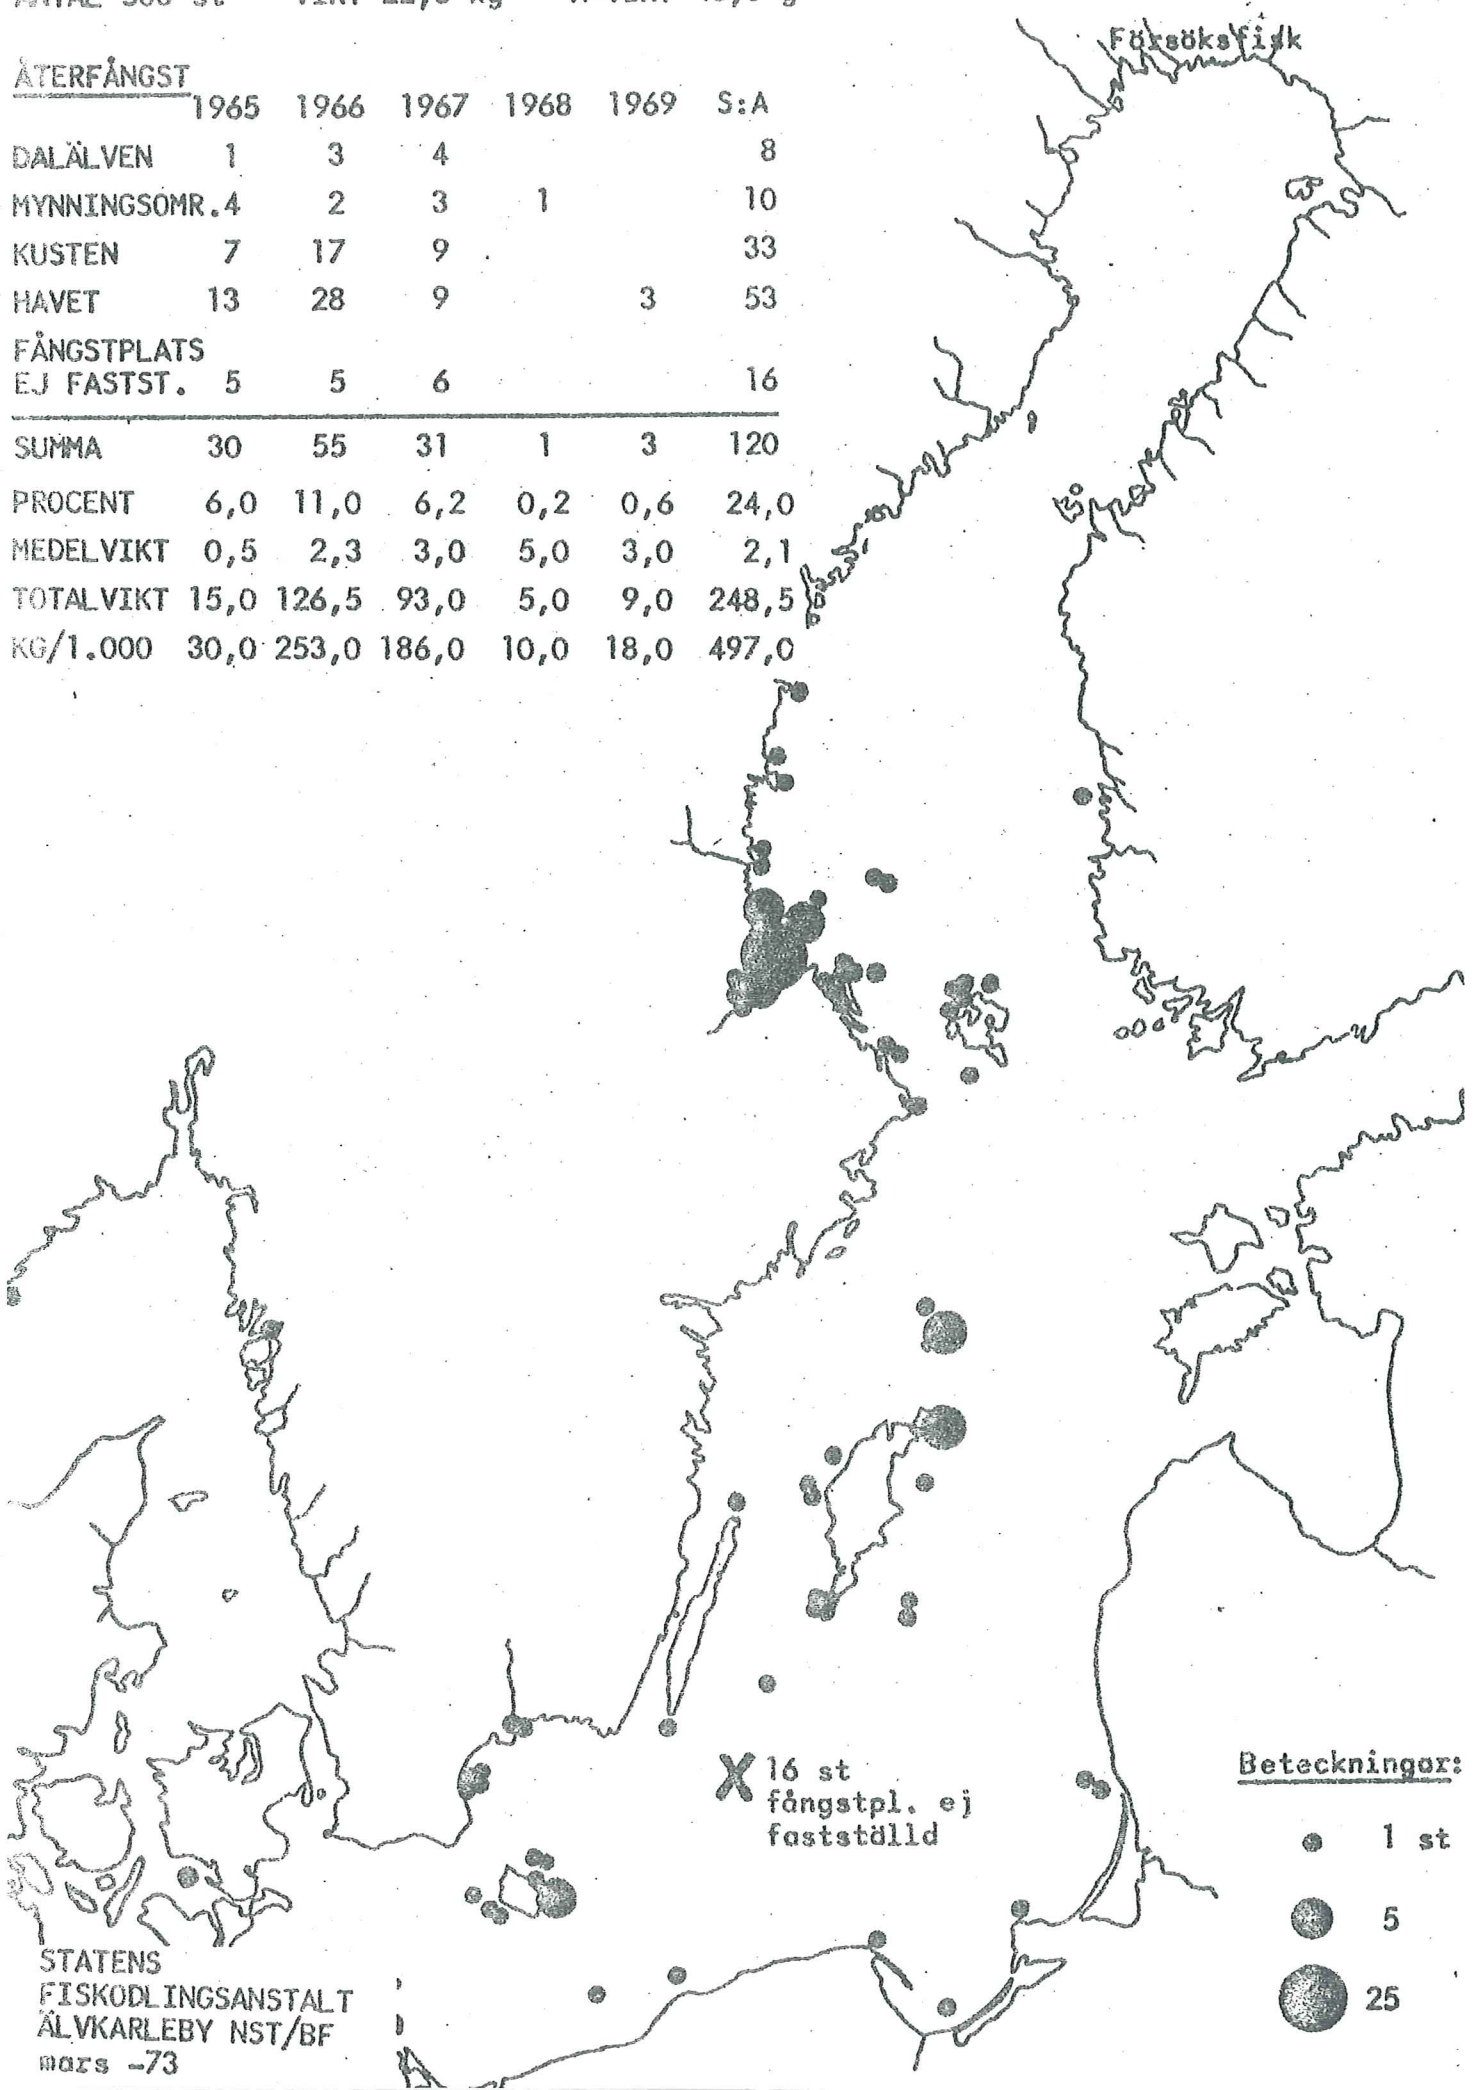 Försöksfisk
ÅTERFÅNGST
1965 1966 1967 1968 1969 S:A
DALÄLVEN 1 3 4 8
MYNNINGSOMR. 4 2 3 1 10
KUSTEN 7 17 9 33
HAVET 13 28 9 3 53
FÅNGSTPLATS
EJ FASTST. 5 5 6 16
SUMMA 30 55 31 1 3 120
PROCENT 6,0 11,0 6,2 0,2 0,6 24,0
MEDELVIKT 0,5 2,3 3,0 5,0 3,0 2,1
TOTALVIKT 15,0 126,5 93,0 5,0 9,0 248,5
KG/1.000 30,0 253,0 186,0 10,0 18,0 497,0
X 16 st
fångstpl. ej
fastställd
Beteckningar:
1 st
5
25
STATENS
FISKODLINGSANSTALT
ÄLVKARLEBY NST/BF
mars -73